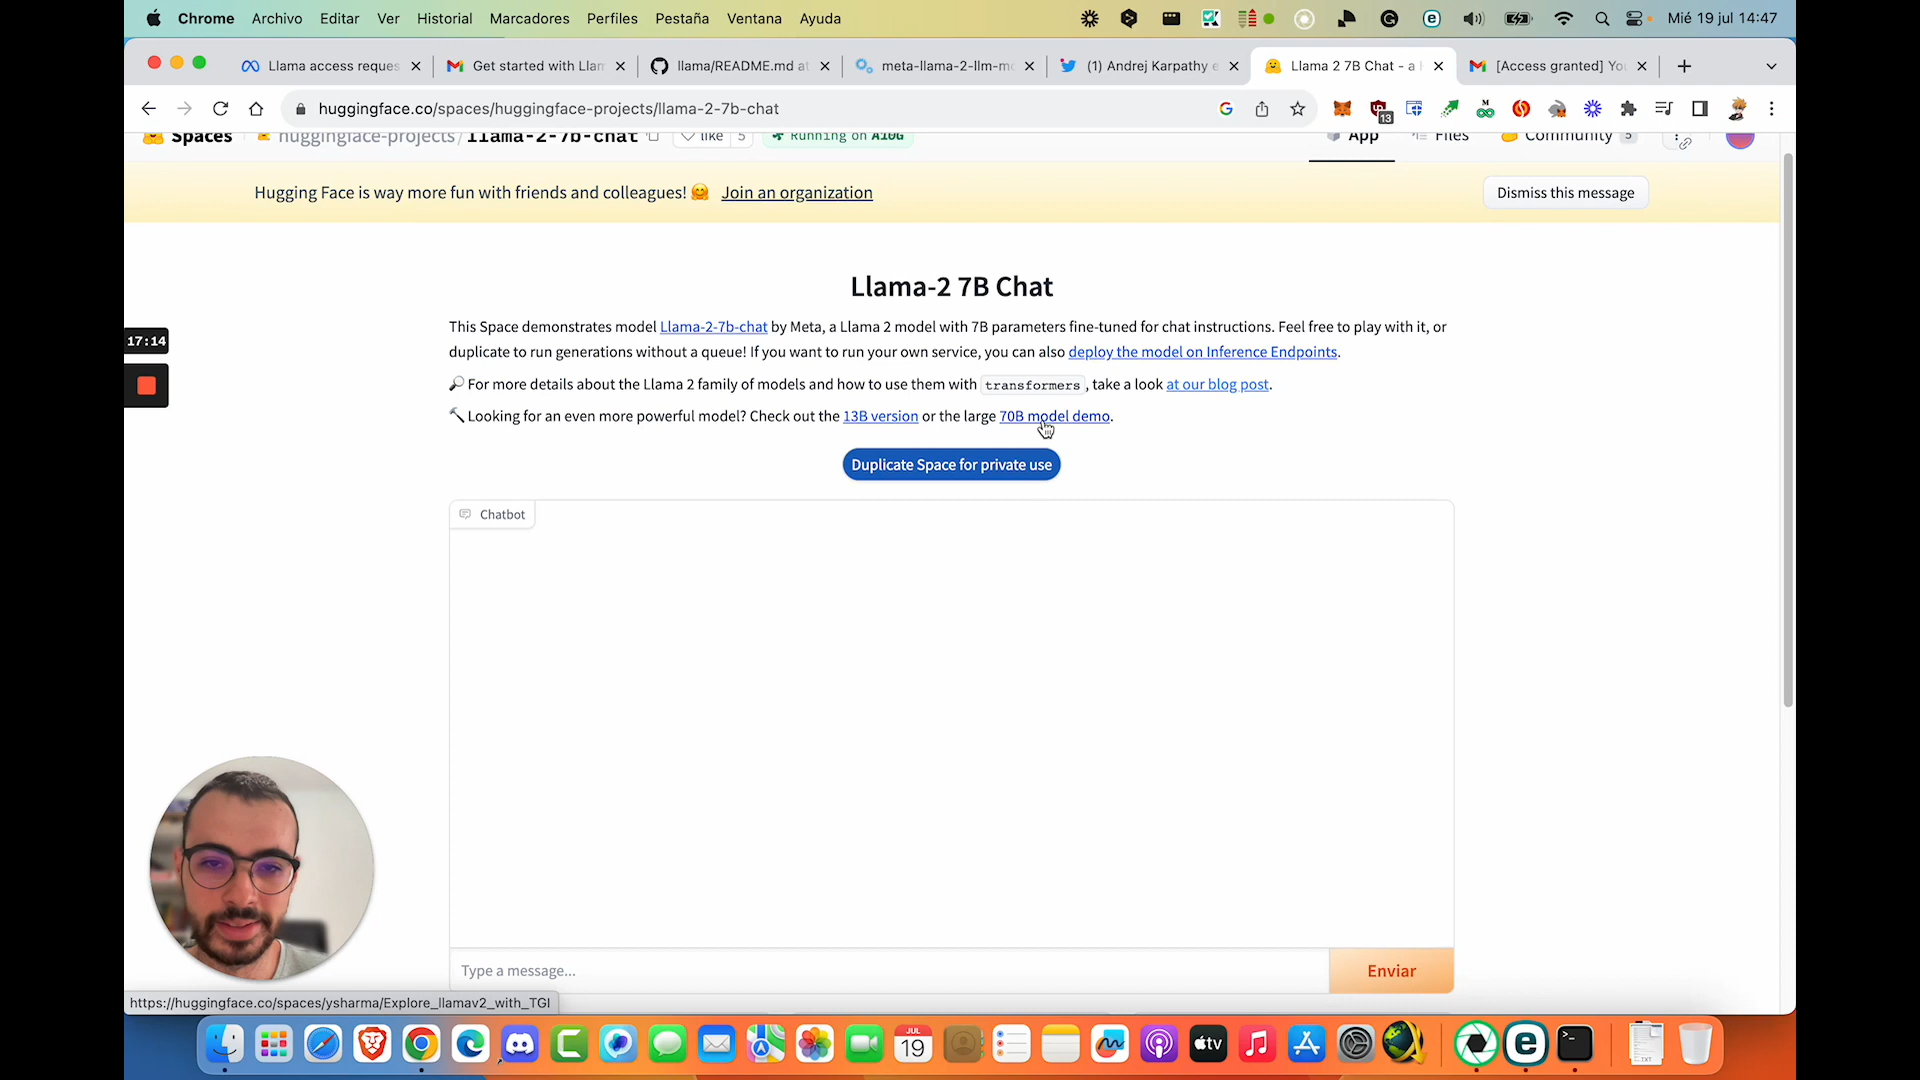 Chrome Archivo Editar Ver Historial Marcadores Perfiles Pestaña Ventana Ayuda Mié 19 jul 14:47
Llama access reques Get started with Llam llama/README.md at meta-llama-2-llm-mo (1) Andrej Karpathy e Llama 2 7B Chat - a [Access granted] You
huggingface.co/spaces/huggingface-projects/llama-2-7b-chat 13
Spaces huggingface-projects/llama-2-7b-chat like 5 Running on A10G App Files Community 5
Hugging Face is way more fun with friends and colleagues! 🤗 Join an organization Dismiss this message
Llama-2 7B Chat
This Space demonstrates model Llama-2-7b-chat by Meta, a Llama 2 model with 7B parameters fine-tuned for chat instructions. Feel free to play with it, or
17:14
duplicate to run generations without a queue! If you want to run your own service, you can also deploy the model on Inference Endpoints.
🔎 For more details about the Llama 2 family of models and how to use them with transformers, take a look at our blog post.
🔨 Looking for an even more powerful model? Check out the 13B version or the large 70B model demo.
Duplicate Space for private use
Chatbot
Type a message... Enviar
https://huggingface.co/spaces/ysharma/Explore_llamav2_with_TGI
JUL
19
tv
TXT